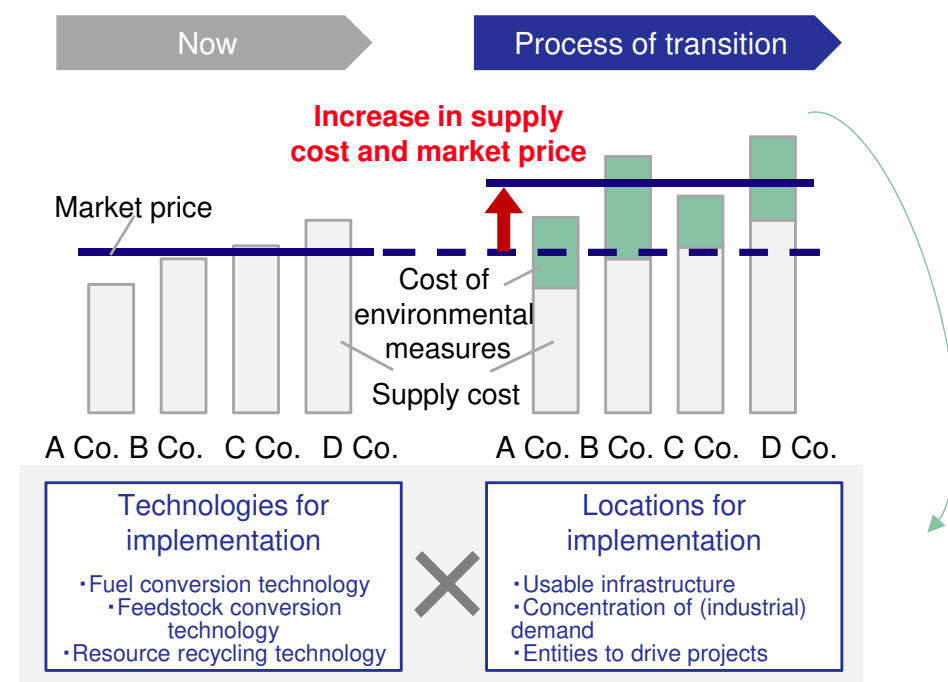 Now
Process of transition
Increase in supply
cost and market price
Market price
Cost of
environmental
measures
Supply cost
A Co. B Co. C Co. D Co.
A Co. B Co. C Co. D Co.
Technologies for
implementation
・Fuel conversion technology
・Feedstock conversion
technology
・Resource recycling technology
Locations for
implementation
・Usable infrastructure
・Concentration of (industrial)
demand
・Entities to drive projects